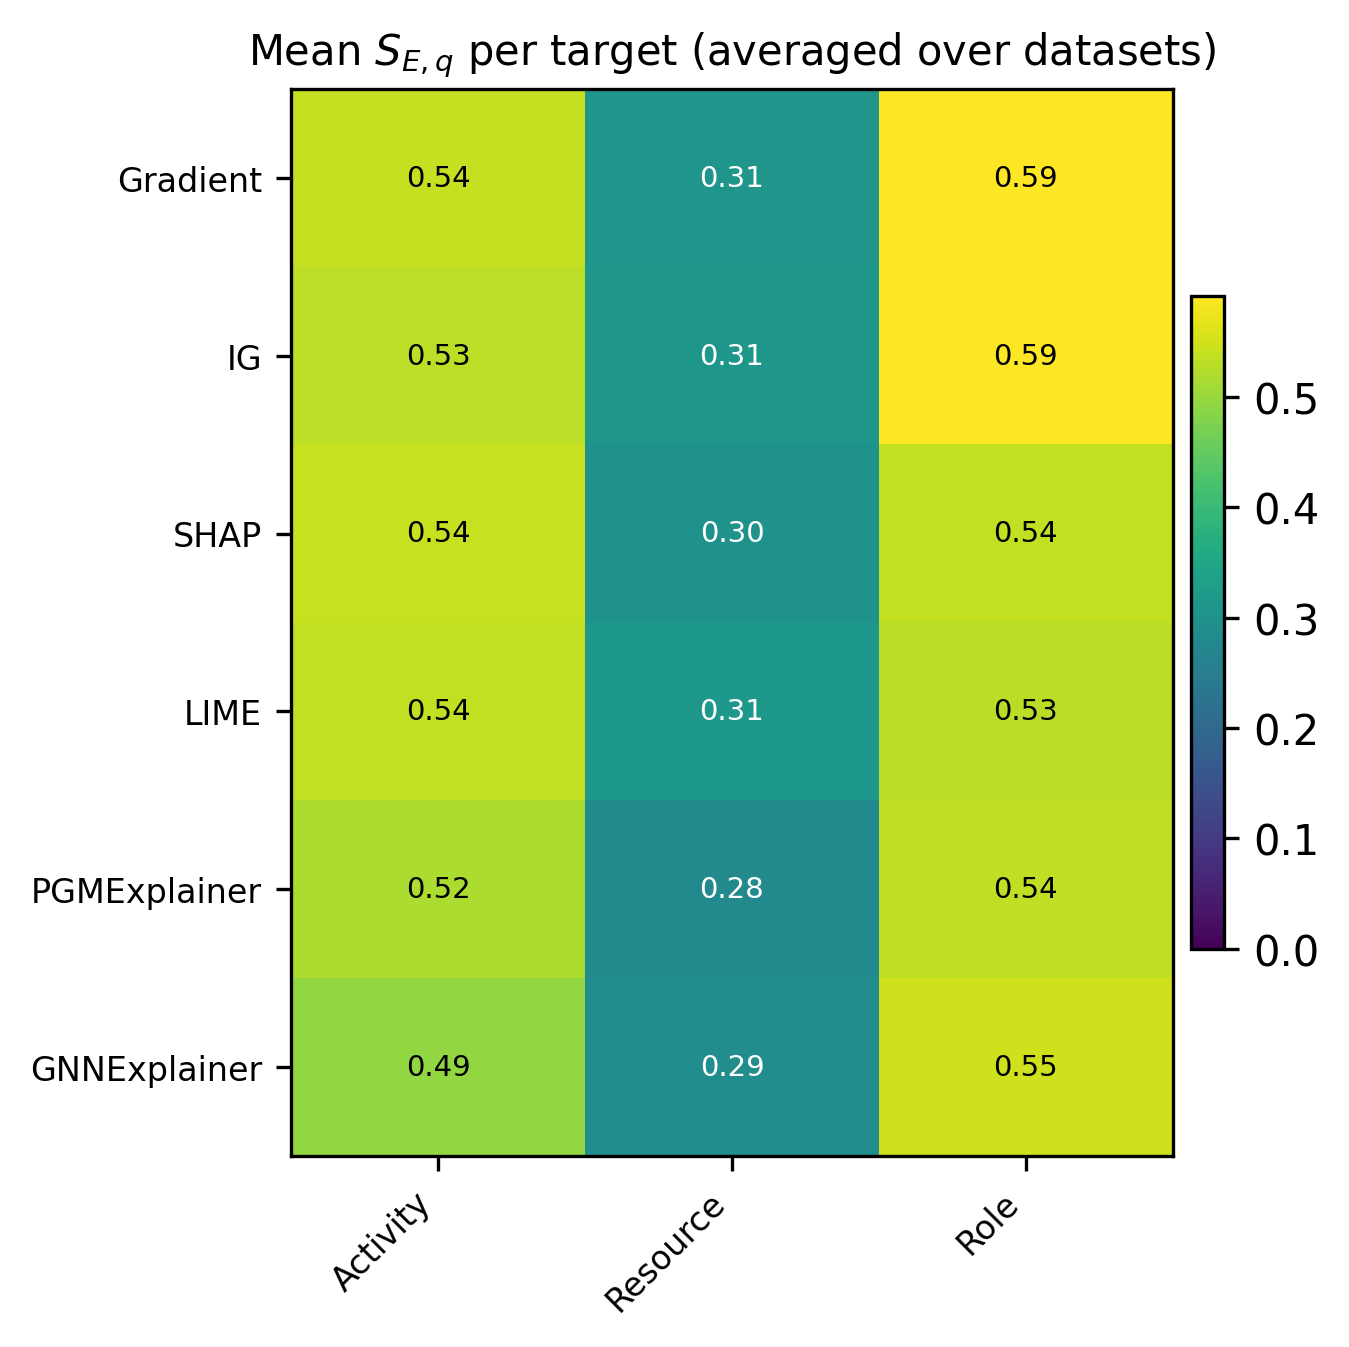 Mean S_E,q per target (averaged over datasets)
Gradient 0.54 0.31 0.59
IG 0.53 0.31 0.59
SHAP 0.54 0.30 0.54
LIME 0.54 0.31 0.53
PGMExplainer 0.52 0.28 0.54
GNNExplainer 0.49 0.29 0.55
Activity Resource Role
0.5
0.4
0.3
0.2
0.1
0.0